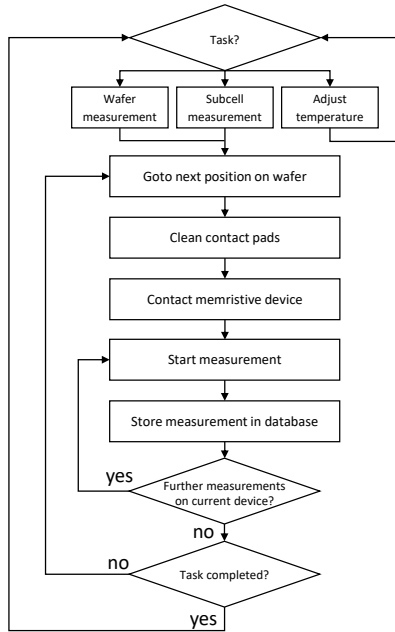 Task?
Wafer
measurement
Subcell
measurement
Adjust
temperature
Goto next position on wafer
Clean contact pads
Contact memristive device
Start measurement
Store measurement in database
yes
Further measurements
on current device?
no
no
Task completed?
yes